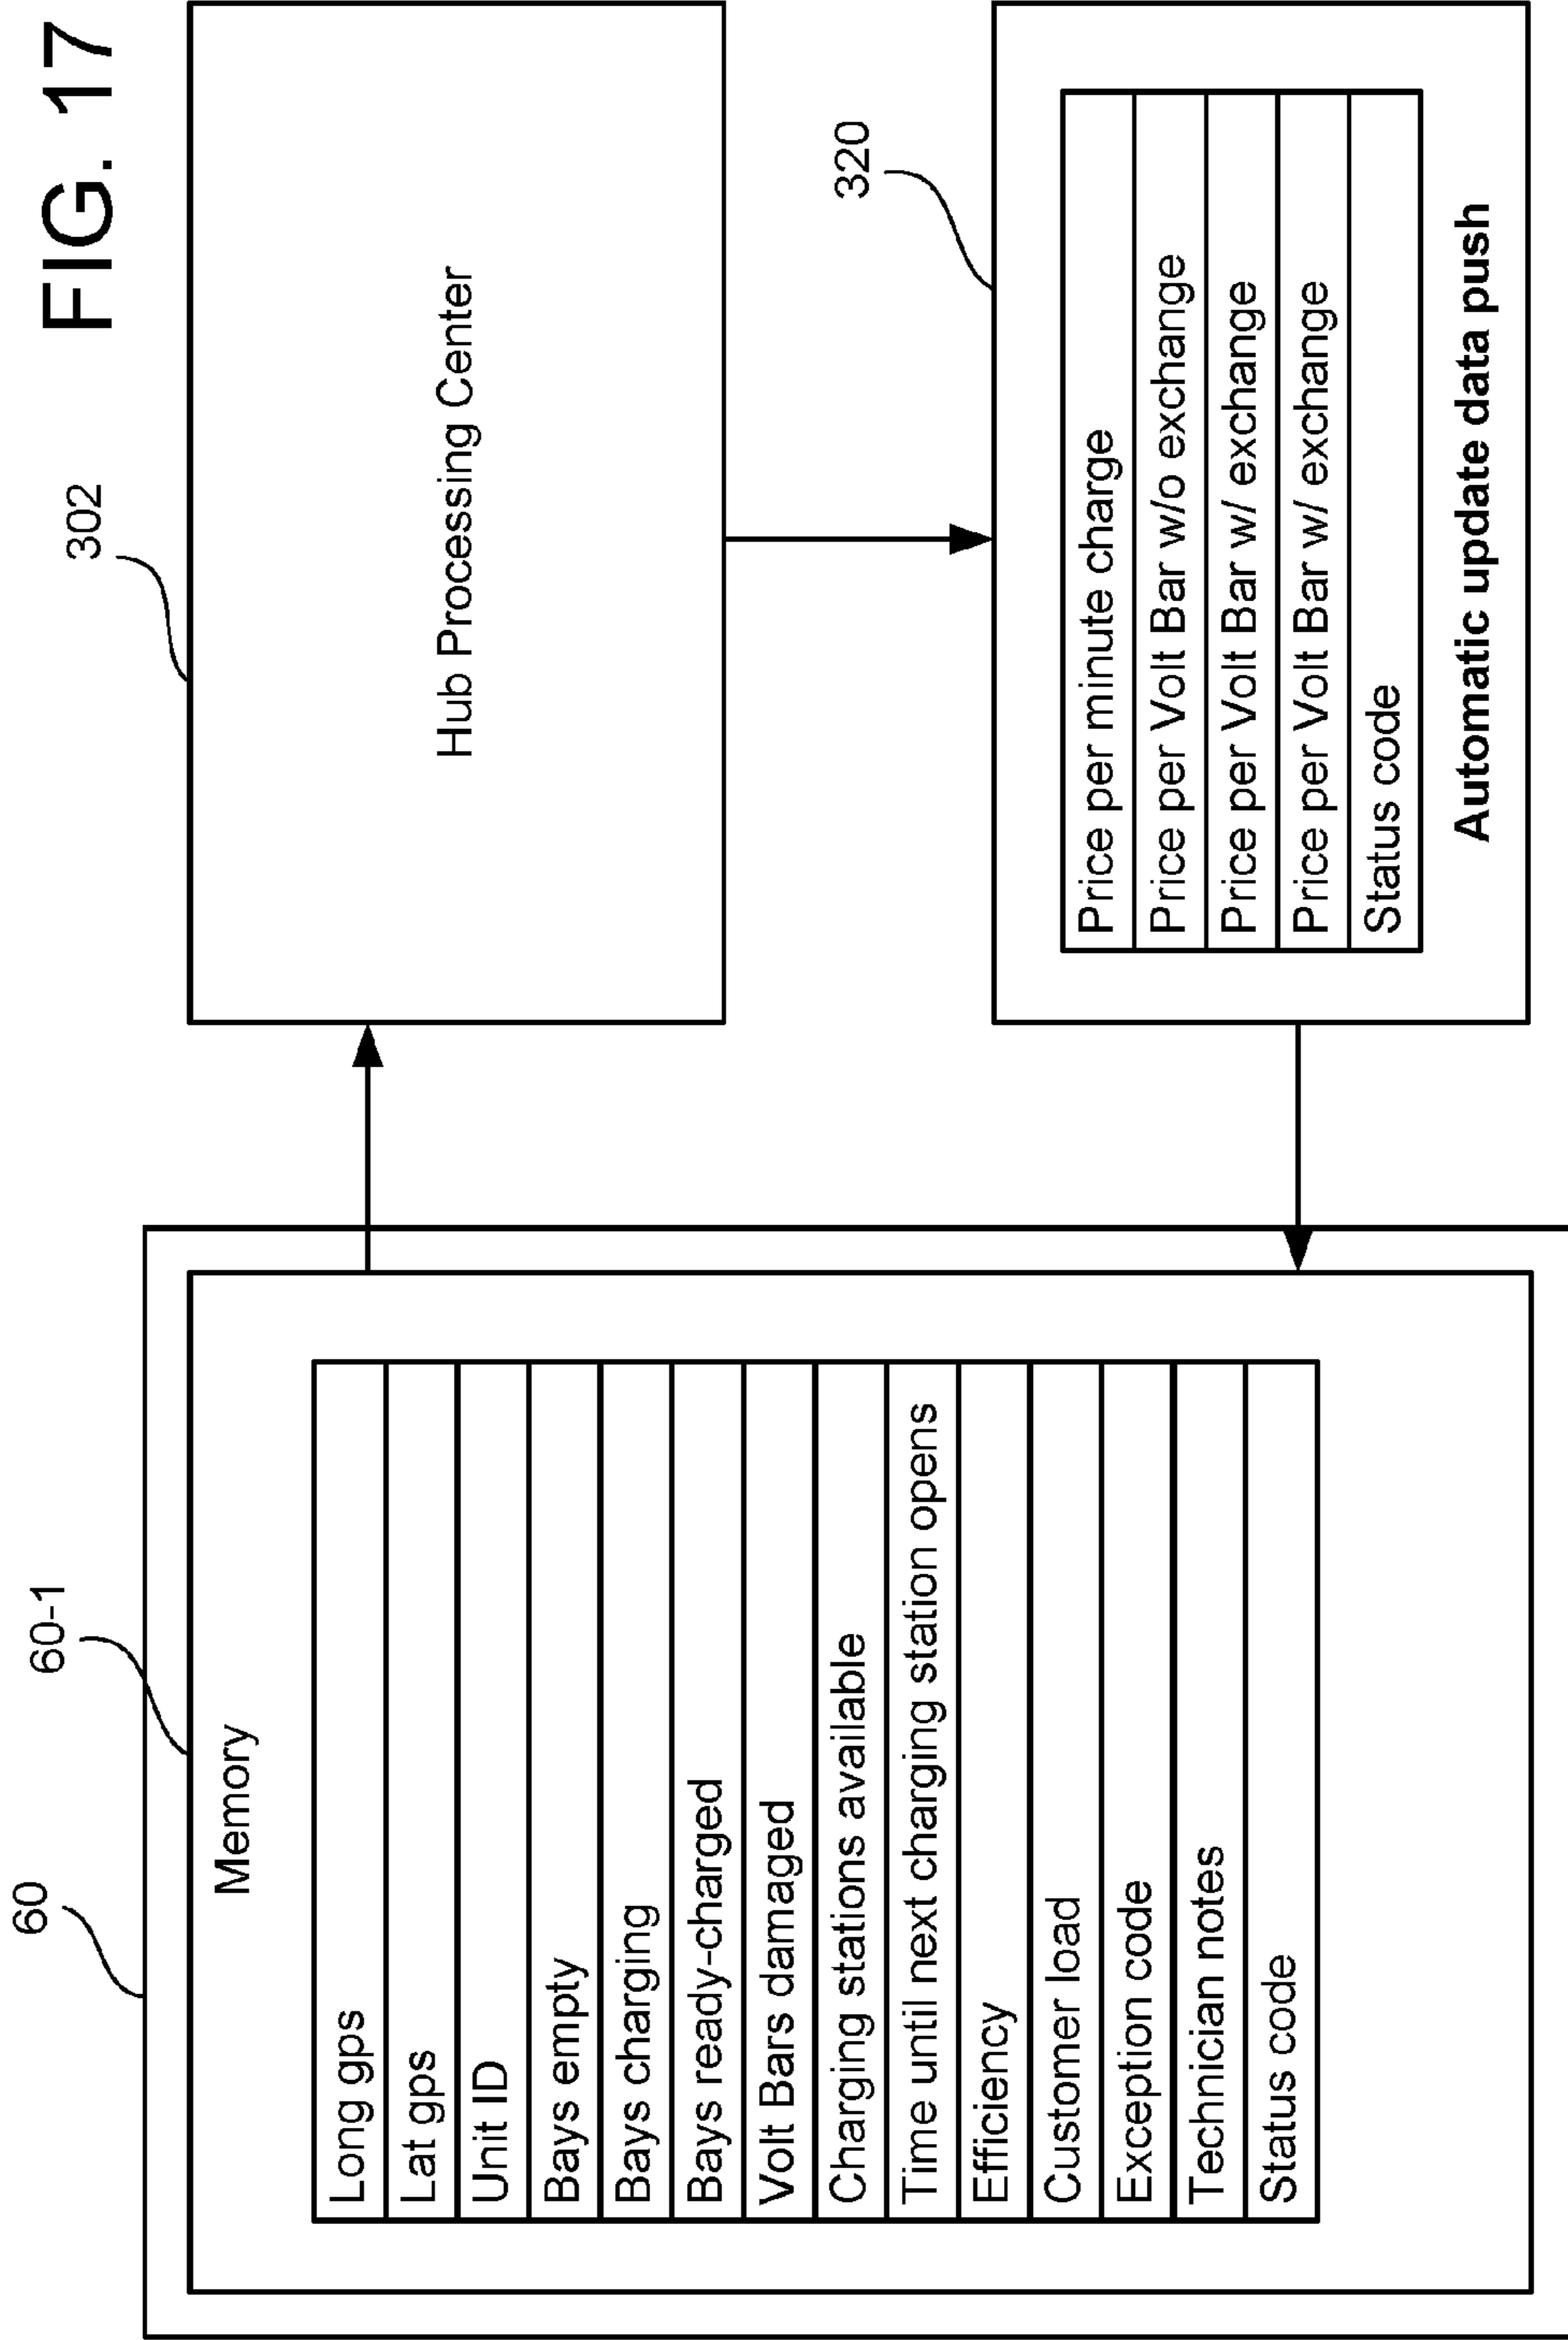 FIG. 17
60
60-1
302
Memory
Long gps
Lat gps
Unit ID
Bays empty
Bays charging
Bays ready-charged
Volt Bars damaged
Charging stations available
Time until next charging station opens
Efficiency
Customer load
Exception code
Technician notes
Status code
Hub Processing Center
320
Price per minute charge
Price per Volt Bar w/o exchange
Price per Volt Bar w/ exchange
Price per Volt Bar w/ exchange
Status code
Automatic update data push